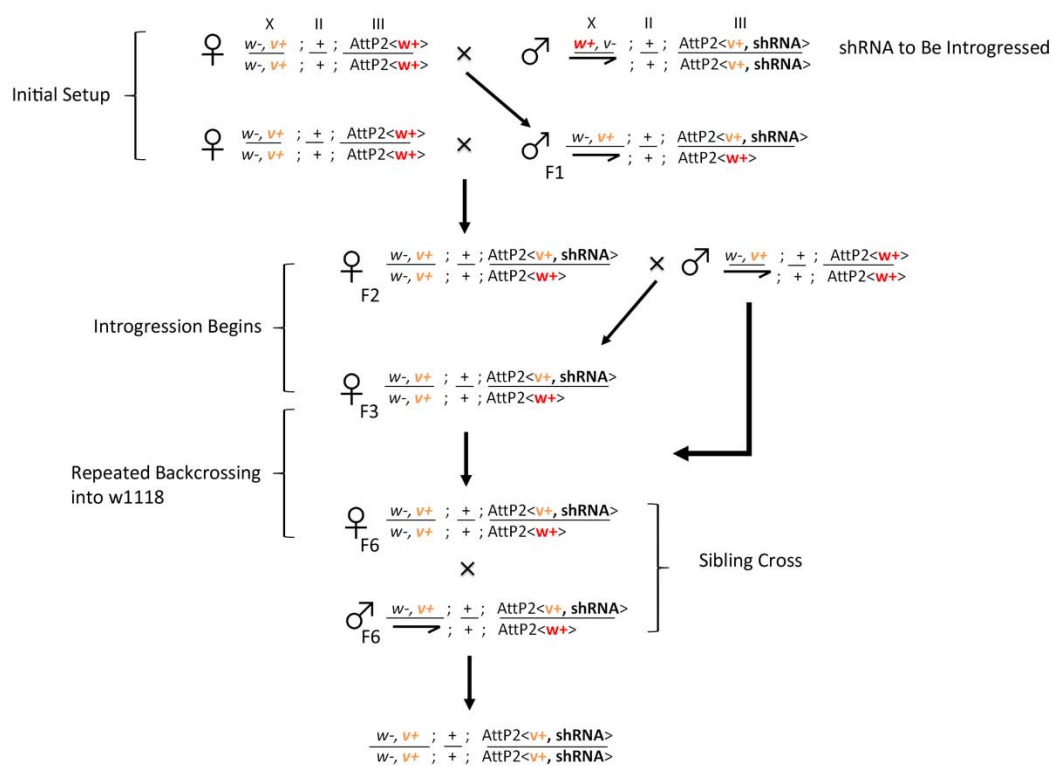 X II III X II III
♀ w-, v+ ; + ; AttP2<w+> × ♂ w+, v- ; + ; AttP2<v+, shRNA> shRNA to Be Introgressed
w-, v+ ; + ; AttP2<w+> ; + ; AttP2<v+, shRNA>
Initial Setup
♀ w-, v+ ; + ; AttP2<w+> × ♂ w-, v+ ; + ; AttP2<v+, shRNA>
w-, v+ ; + ; AttP2<w+> F1 ; + ; AttP2<w+>
♀ w-, v+ ; + ; AttP2<v+, shRNA> × ♂ w-, v+ ; + ; AttP2<w+>
F2 w-, v+ ; + ; AttP2<w+> ; + ; AttP2<w+>
Introgression Begins
♀ w-, v+ ; + ; AttP2<v+, shRNA>
F3 w-, v+ ; + ; AttP2<w+>
Repeated Backcrossing
into w1118
♀ w-, v+ ; + ; AttP2<v+, shRNA>
F6 w-, v+ ; + ; AttP2<w+>
×
Sibling Cross
♂ w-, v+ ; + ; AttP2<v+, shRNA>
F6 ; + ; AttP2<w+>
w-, v+ ; + ; AttP2<v+, shRNA>
w-, v+ ; + ; AttP2<v+, shRNA>